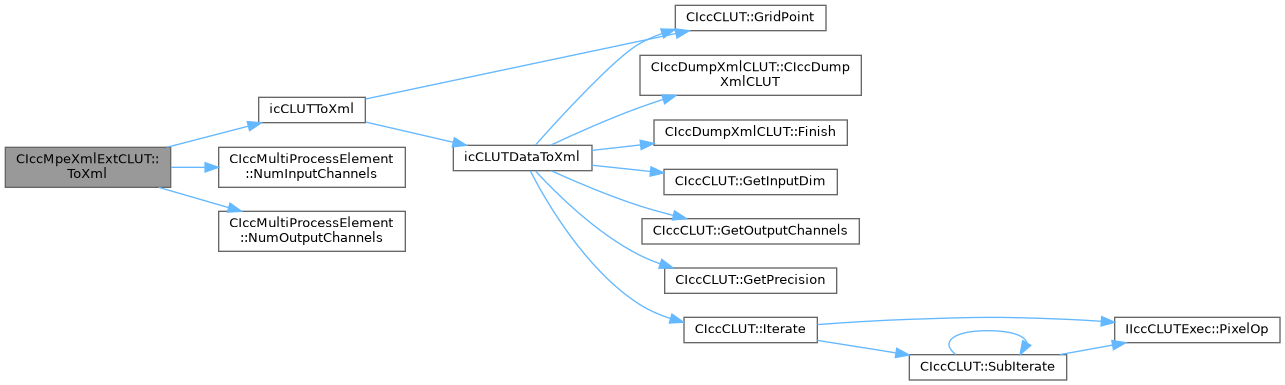 CIccMpeXmlExtCLUT::
ToXml
icCLUTToXml
CIccMultiProcessElement
::NumInputChannels
CIccMultiProcessElement
::NumOutputChannels
icCLUTDataToXml
CIccCLUT::GridPoint
CIccDumpXmlCLUT::CIccDump
XmlCLUT
CIccDumpXmlCLUT::Finish
CIccCLUT::GetInputDim
CIccCLUT::GetOutputChannels
CIccCLUT::GetPrecision
CIccCLUT::Iterate
CIccCLUT::SubIterate
IIccCLUTExec::PixelOp